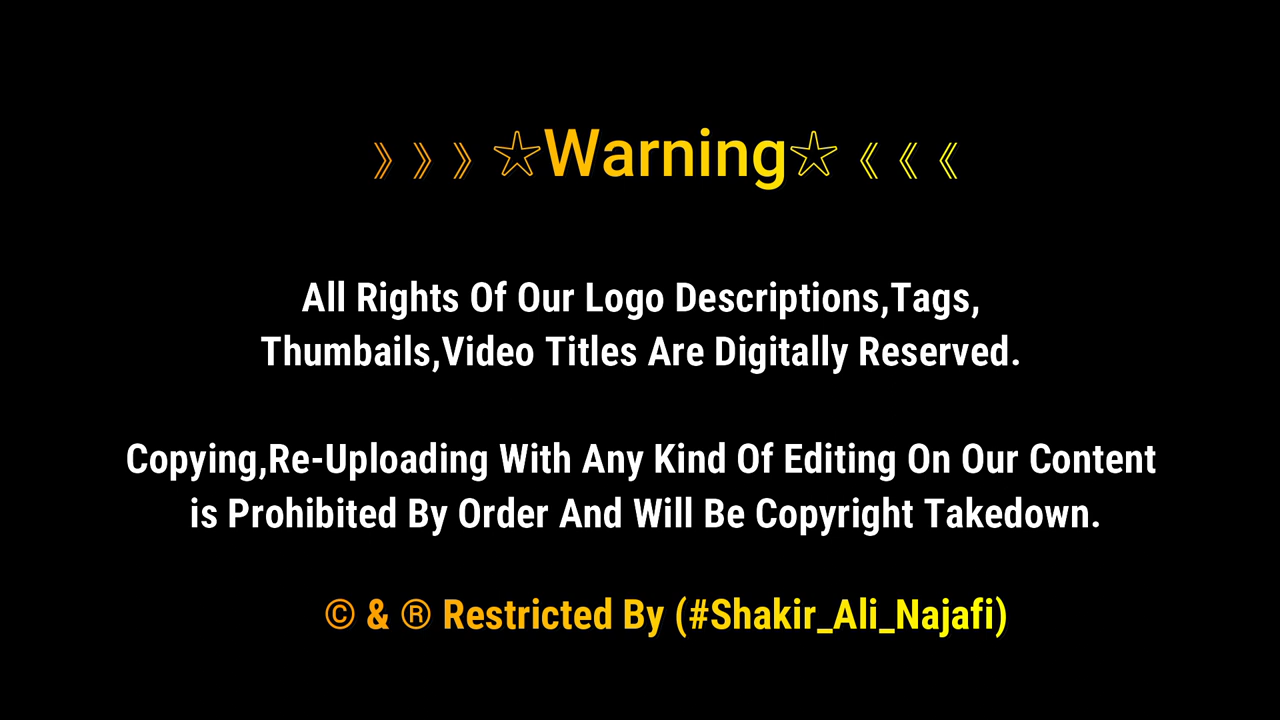 》》》☆Warning☆《《《
All Rights Of Our Logo Descriptions,Tags,
Thumbails,Video Titles Are Digitally Reserved.
Copying,Re-Uploading With Any Kind Of Editing On Our Content
is Prohibited By Order And Will Be Copyright Takedown.
© & ® Restricted By (#Shakir_Ali_Najafi)